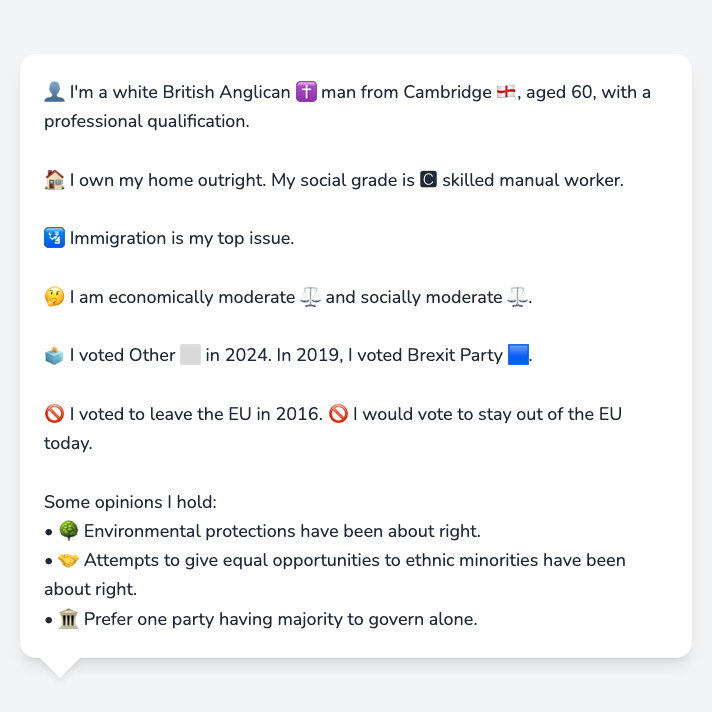 👤 I'm a white British Anglican ✝️ man from Cambridge 🏴󠁧󠁢󠁥󠁮󠁧󠁿, aged 60, with a
professional qualification.
🏠 I own my home outright. My social grade is 🅲 skilled manual worker.
🛂 Immigration is my top issue.
🤔 I am economically moderate ⚖️ and socially moderate ⚖️.
🗳️ I voted Other ⬜ in 2024. In 2019, I voted Brexit Party 🟦.
🚫 I voted to leave the EU in 2016. 🚫 I would vote to stay out of the EU
today.
Some opinions I hold:
• 🌳 Environmental protections have been about right.
• 🤝 Attempts to give equal opportunities to ethnic minorities have been
about right.
• 🏛️ Prefer one party having majority to govern alone.